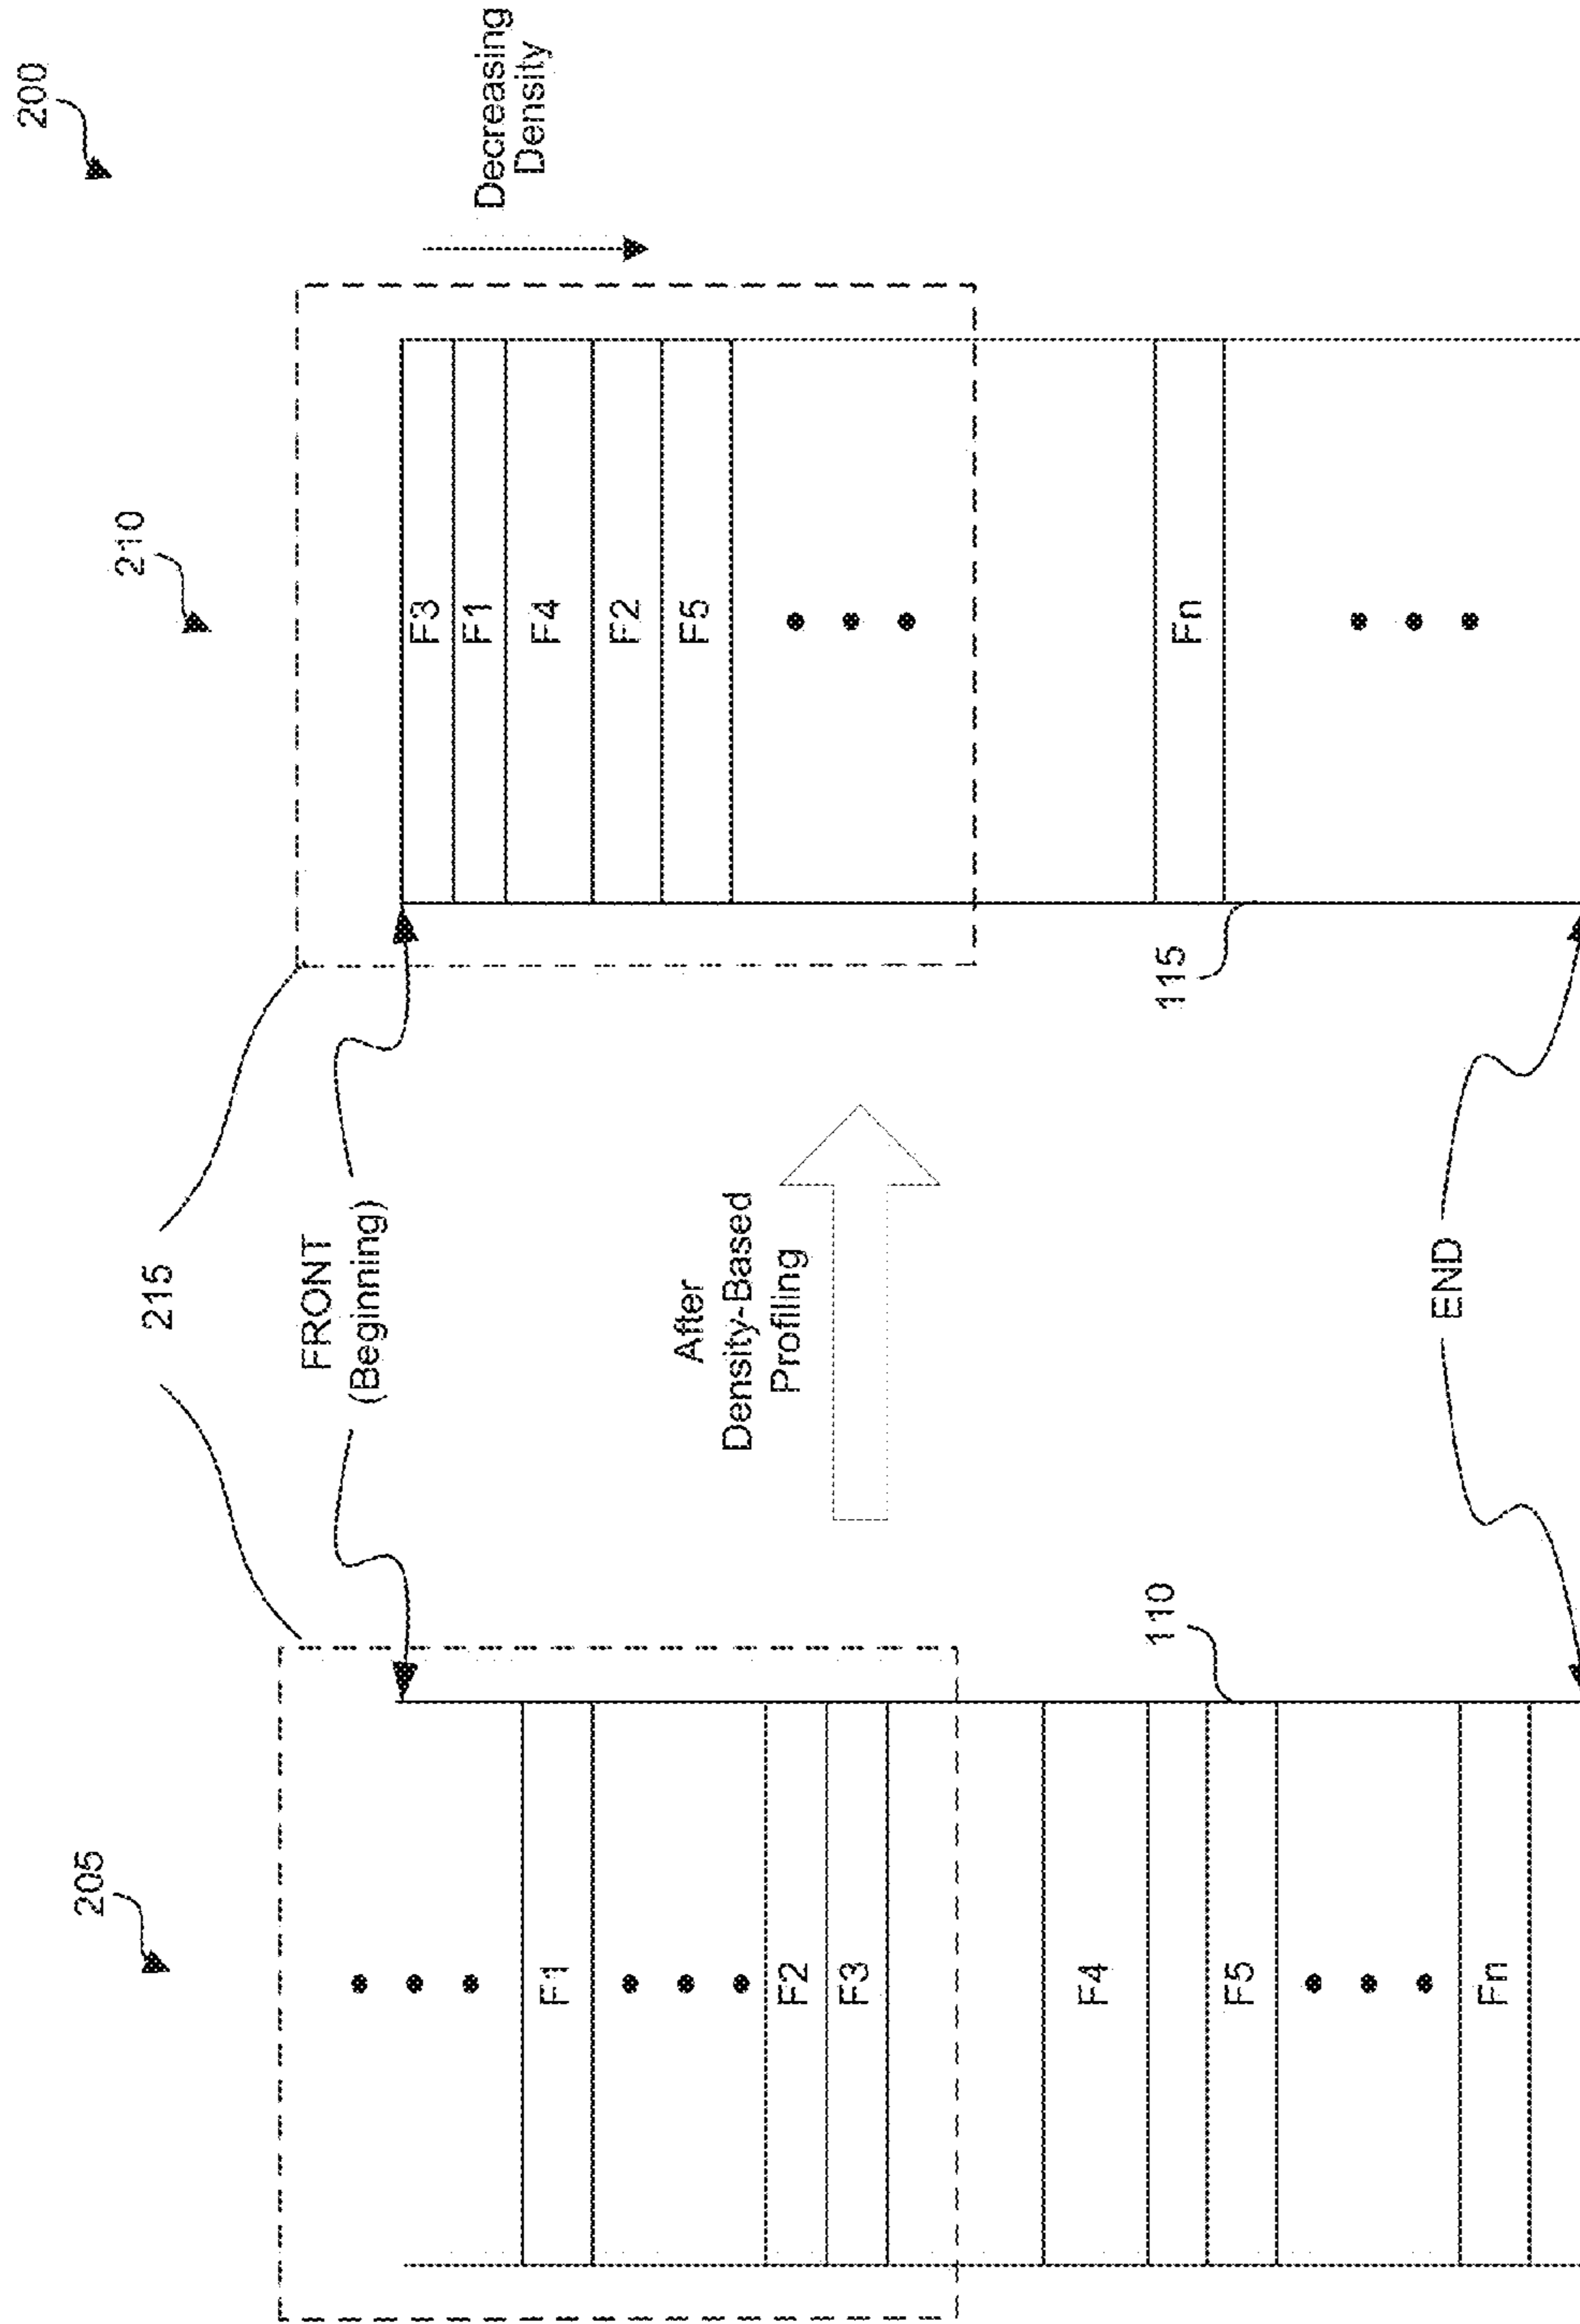 200
205
210
215
FRONT
(Beginning)
Decreasing
Density
F1
F2
F3
F4
F5
Fn
110
After
Density-Based
Profiling
F3
F1
F4
F2
F5
Fn
115
END